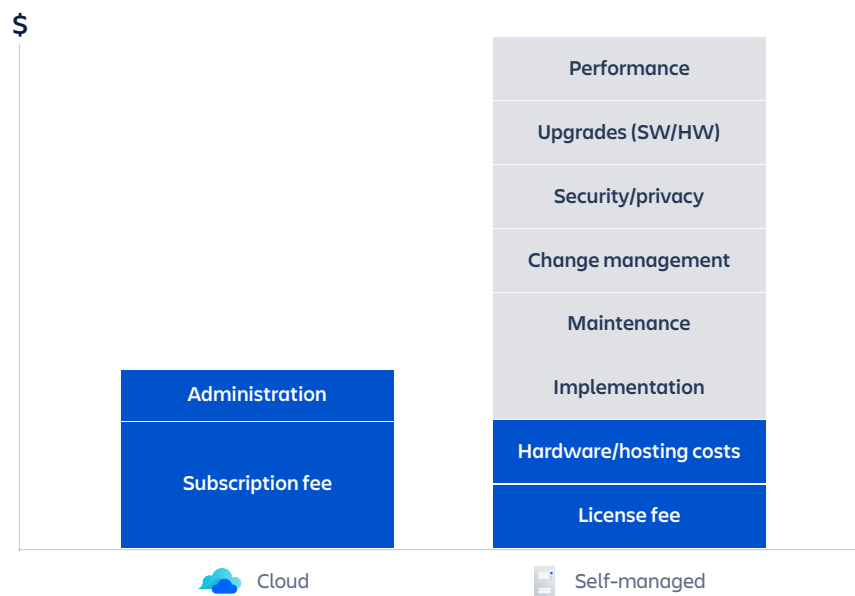 $
Performance
Upgrades (SW/HW)
Security/privacy
Change management
Maintenance
Implementation
Hardware/hosting costs
License fee
Administration
Subscription fee
Cloud
Self-managed